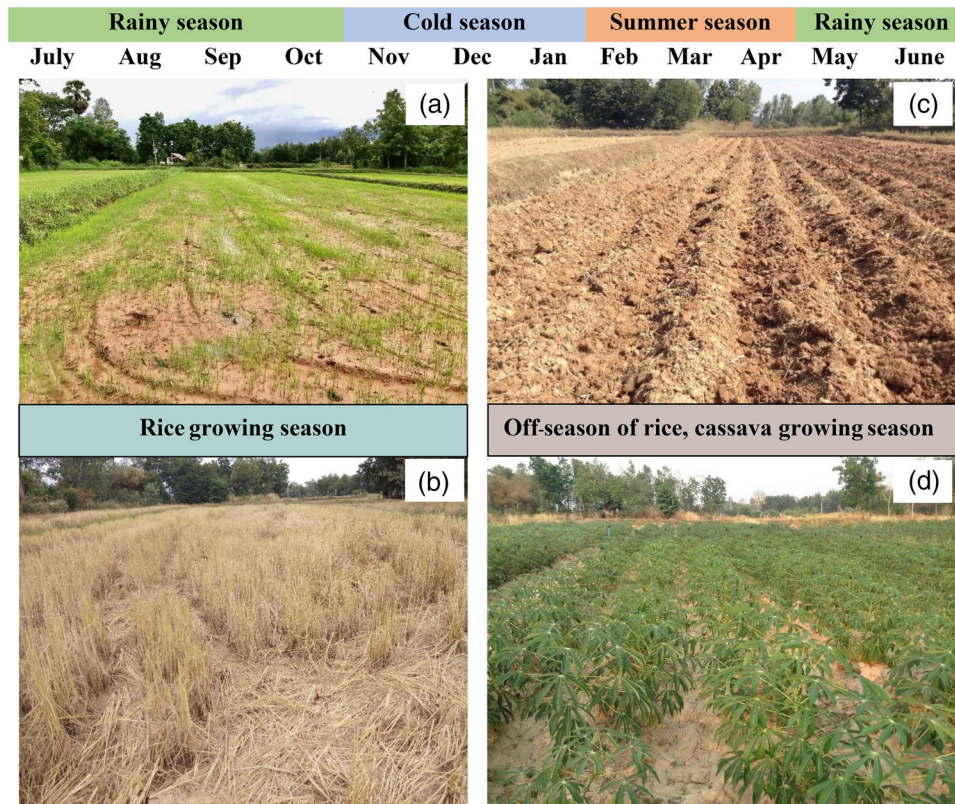 Rainy season Cold season Summer season Rainy season
July Aug Sep Oct Nov Dec Jan Feb Mar Apr May June
(a) (c)
Rice growing season Off-season of rice, cassava growing season
(b) (d)